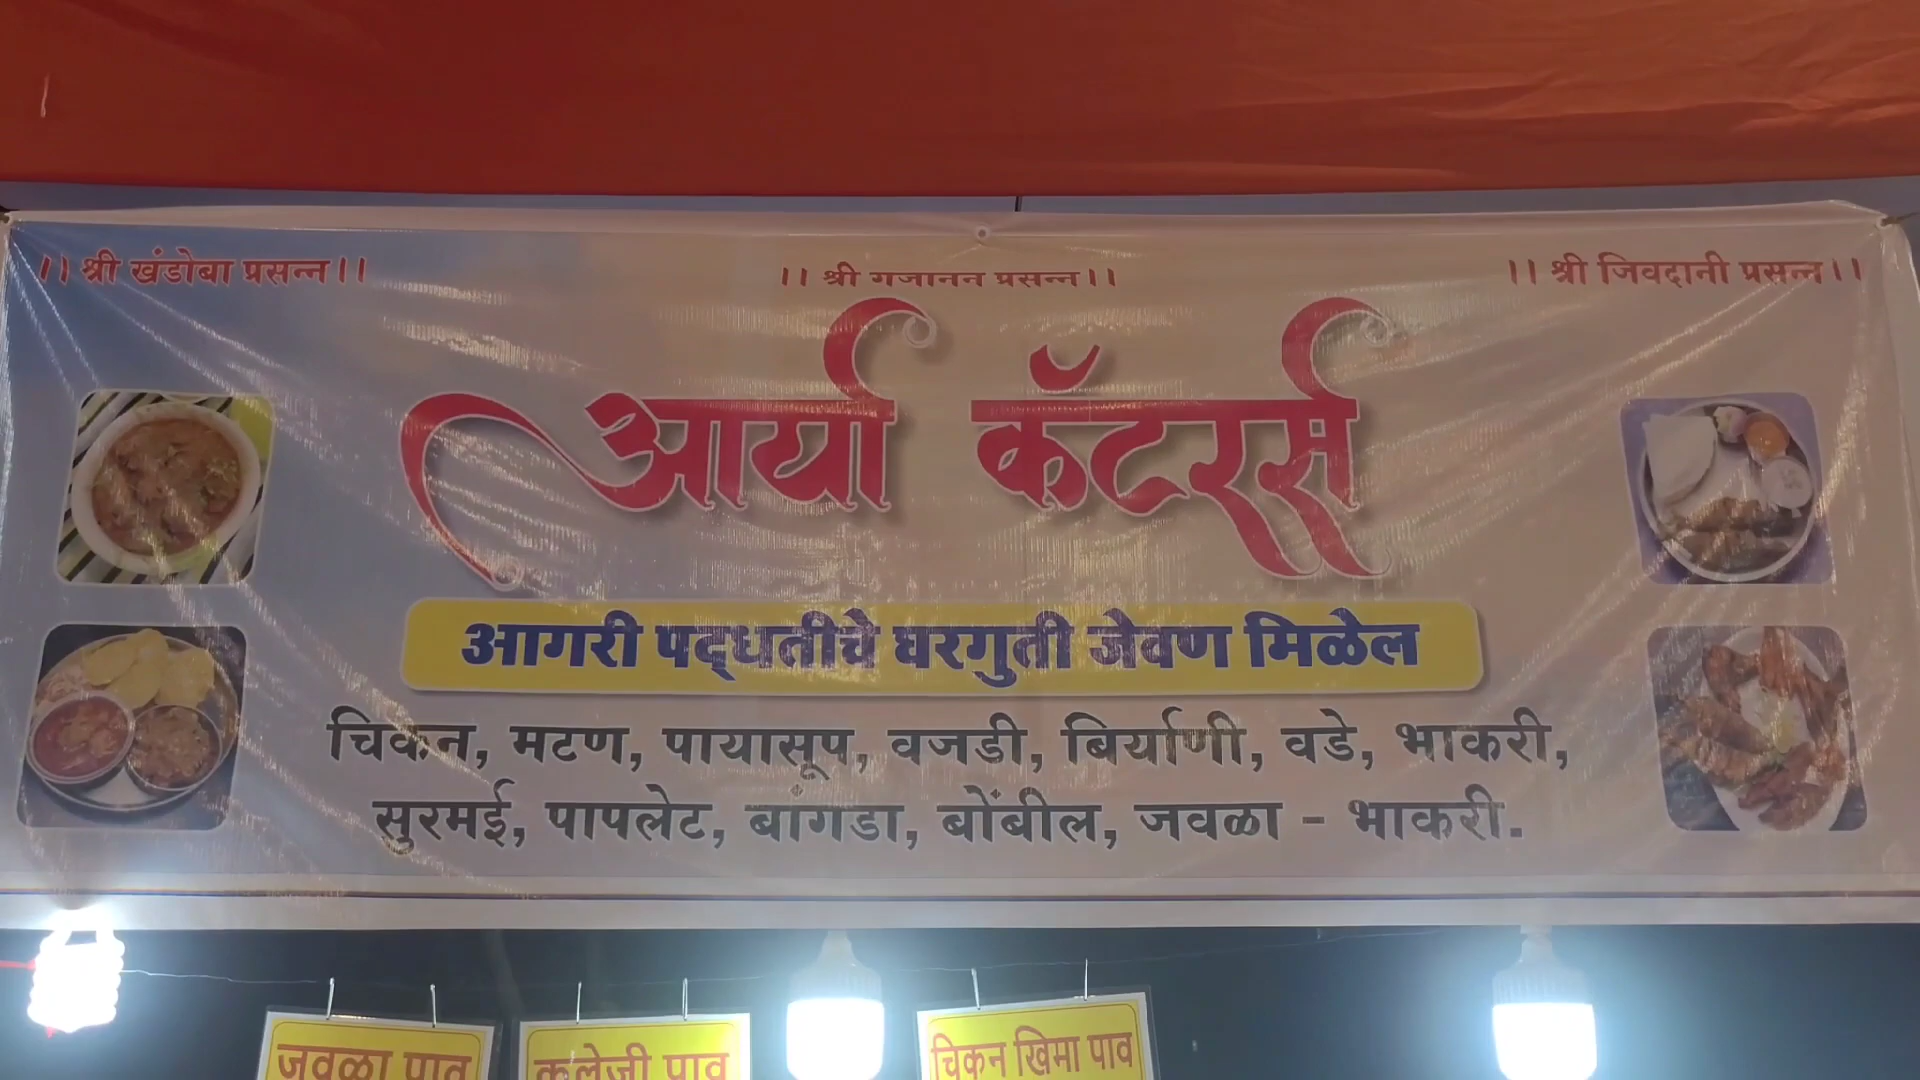 ।। श्री खंडोबा प्रसन्न।।
।। श्री गजानन प्रसन्न।।
।। श्री जिवदानी प्रसन्न।।
आर्या कॅटरर्स
आगरी पद्धतीचे घरगुती जेवण मिळेल
चिकन, मटण, पायासूप, वजडी, बिर्याणी, वडे, भाकरी,
सुरमई, पापलेट, बांगडा, बोंबील, जवळा - भाकरी.
जवळा पाव
कलेजी पाव
चिकन खिमा पाव